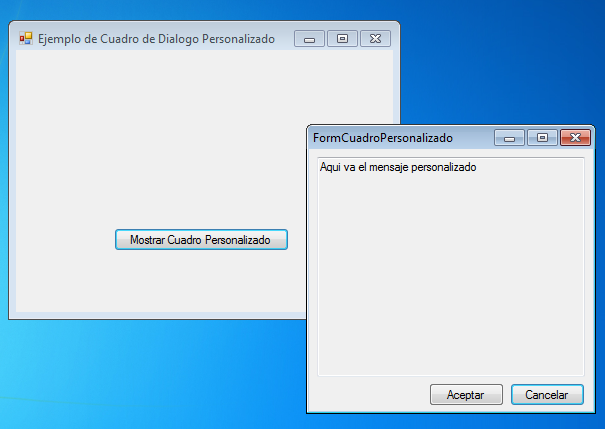 Ejemplo de Cuadro de Dialogo Personalizado
FormCuadroPersonalizado
Aqui va el mensaje personalizado
Mostrar Cuadro Personalizado
Aceptar
Cancelar